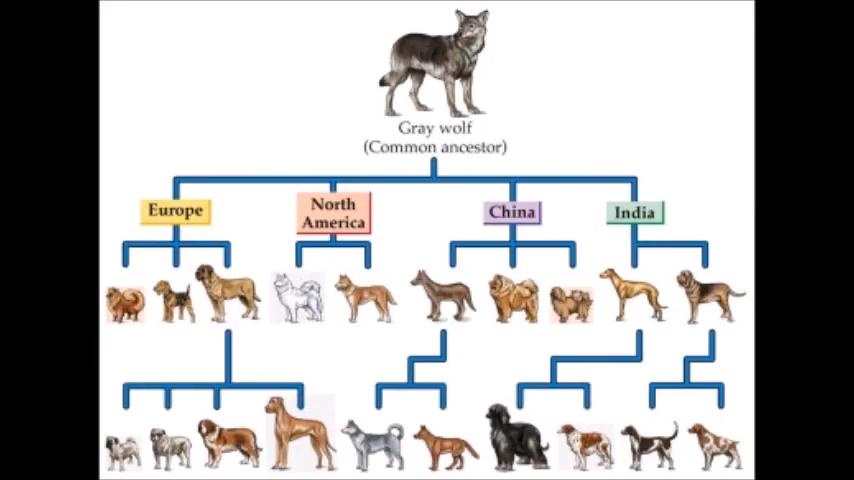 Gray wolf
(Common ancestor)
Europe
North
America
China
India